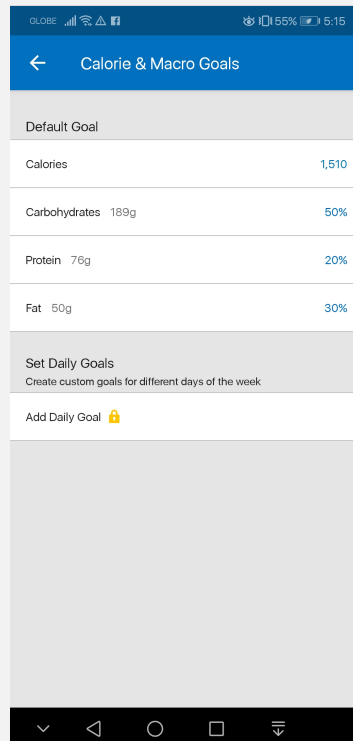 GLOBE 55% 5:15
Calorie & Macro Goals
Default Goal
Calories 1,510
Carbohydrates 189g 50%
Protein 76g 20%
Fat 50g 30%
Set Daily Goals
Create custom goals for different days of the week
Add Daily Goal